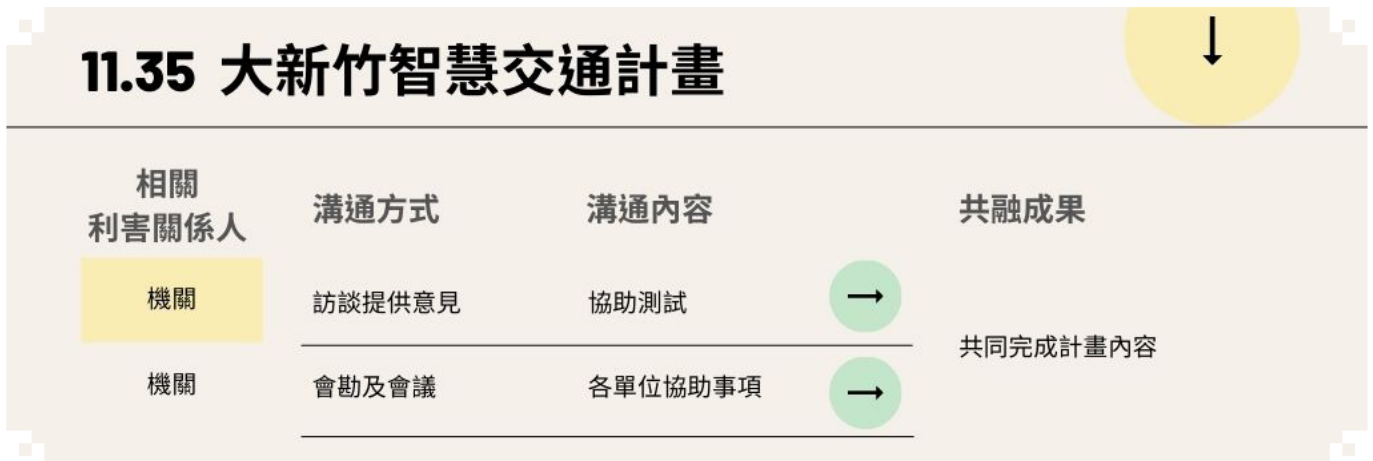 11.35 大新竹智慧交通計畫
相關
利害關係人
溝通方式
溝通內容
共融成果
機關
訪談提供意見
協助測試
機關
會勘及會議
各單位協助事項
共同完成計畫內容